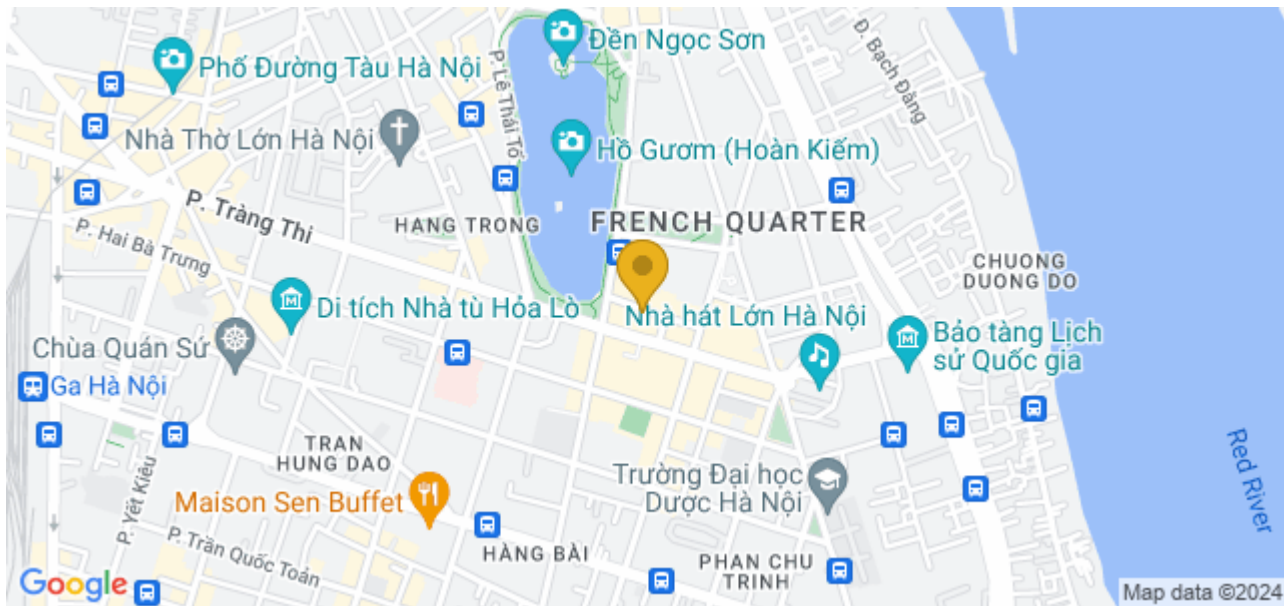 Đền Ngọc Sơn
Phố Đường Tàu Hà Nội
P. Lê Thái Tổ
Đ. Bạch Đằng
Nhà Thờ Lớn Hà Nội
Hồ Gươm (Hoàn Kiếm)
P. Tràng Thi
HANG TRONG
FRENCH QUARTER
P. Hai Bà Trưng
CHUONG
DUONG DO
Di tích Nhà tù Hỏa Lò
Nhà hát Lớn Hà Nội
Bảo tàng Lịch
sử Quốc gia
Chùa Quán Sứ
Ga Hà Nội
TRAN
HUNG DAO
Red River
Trường Đại học
Dược Hà Nội
Maison Sen Buffet
P. Yết Kiêu
P. Trần Quốc Toản
HÀNG BÀI
PHAN CHU
TRINH
Google
Map data ©2024